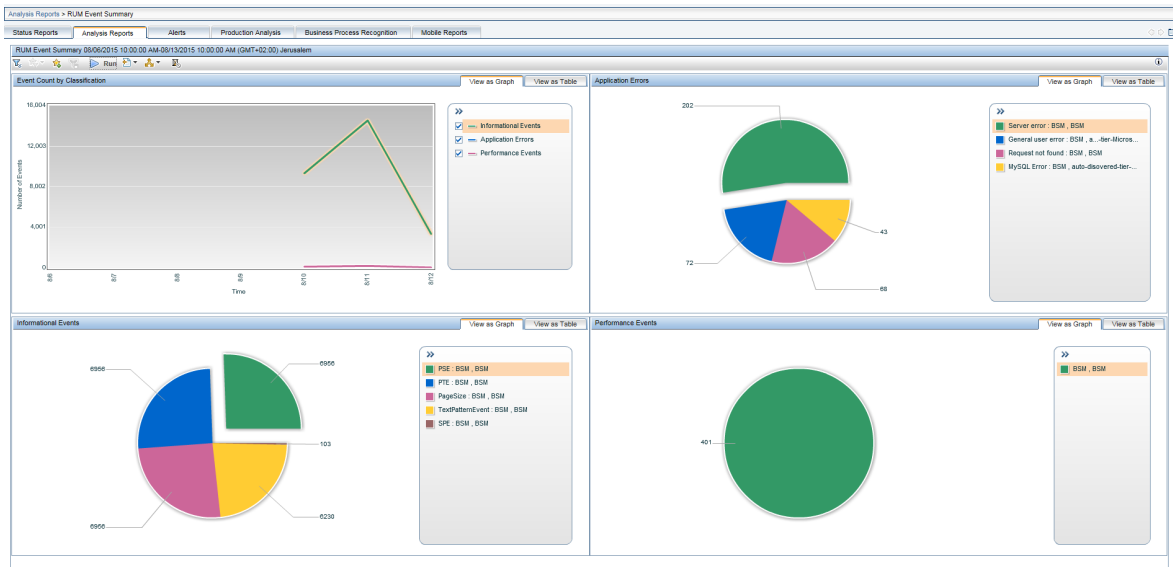 Analysis Reports > RUM Event Summary
Status Reports Analysis Reports Alerts Production Analysis Business Process Recognition Mobile Reports
RUM Event Summary 08/06/2015 10:00:00 AM-08/13/2015 10:00:00 AM (GMT+02:00) Jerusalem
Run
Event Count by Classification View as Graph View as Table
16,004
12,003
8,002
4,001
0
Number of Events
8/6 8/7 8/8 8/9 8/10 8/11 8/12
Time
Informational Events
Application Errors
Performance Events
Application Errors View as Graph View as Table
202
43
72
68
Server error : BSM , BSM
General user error : BSM , a...-tier-Micros...
Request not found : BSM , BSM
MySQL Error : BSM , auto-disovered-tier-...
Informational Events View as Graph View as Table
6966
6966
103
6966
6230
PSE : BSM , BSM
PTE : BSM , BSM
PageSize : BSM , BSM
TextPatternEvent : BSM , BSM
SPE : BSM , BSM
Performance Events View as Graph View as Table
401
BSM , BSM